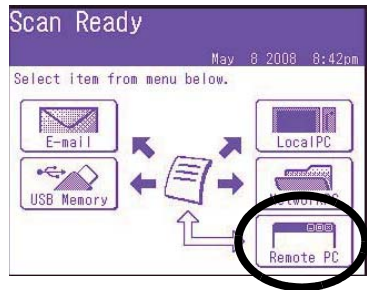 Scan Ready
May 8 2008 8:42pm
Select item from menu below.
E-mail
LocalPC
USB Memory
Remote PC